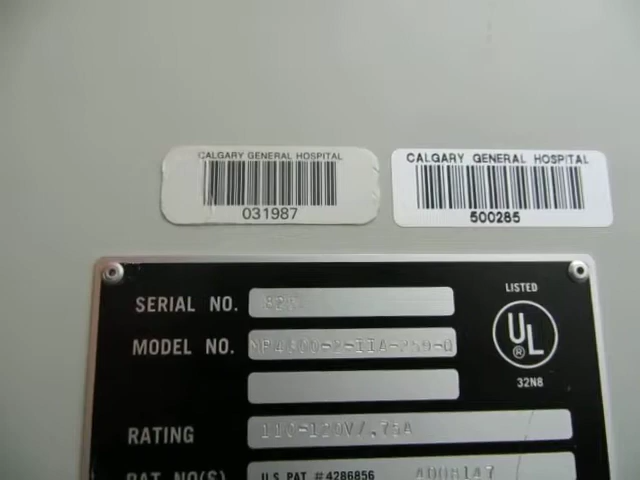 CALGARY GENERAL HOSPITAL
031987
CALGARY GENERAL HOSPITAL
500285
SERIAL NO.
MODEL NO.
RATING 110-120V/.75A
LISTED
UL
®
32N8
PAT NO(S) U.S. PAT #4286856